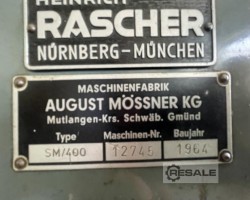 HEINRICH
RASCHER
NÜRNBERG-MÜNCHEN
MASCHINENFABRIK
AUGUST MÖSSNER KG
Mutlangen-Krs. Schwäb. Gmünd
Type Maschinen-Nr. Baujahr
SM/400 12745 1964
RESALE